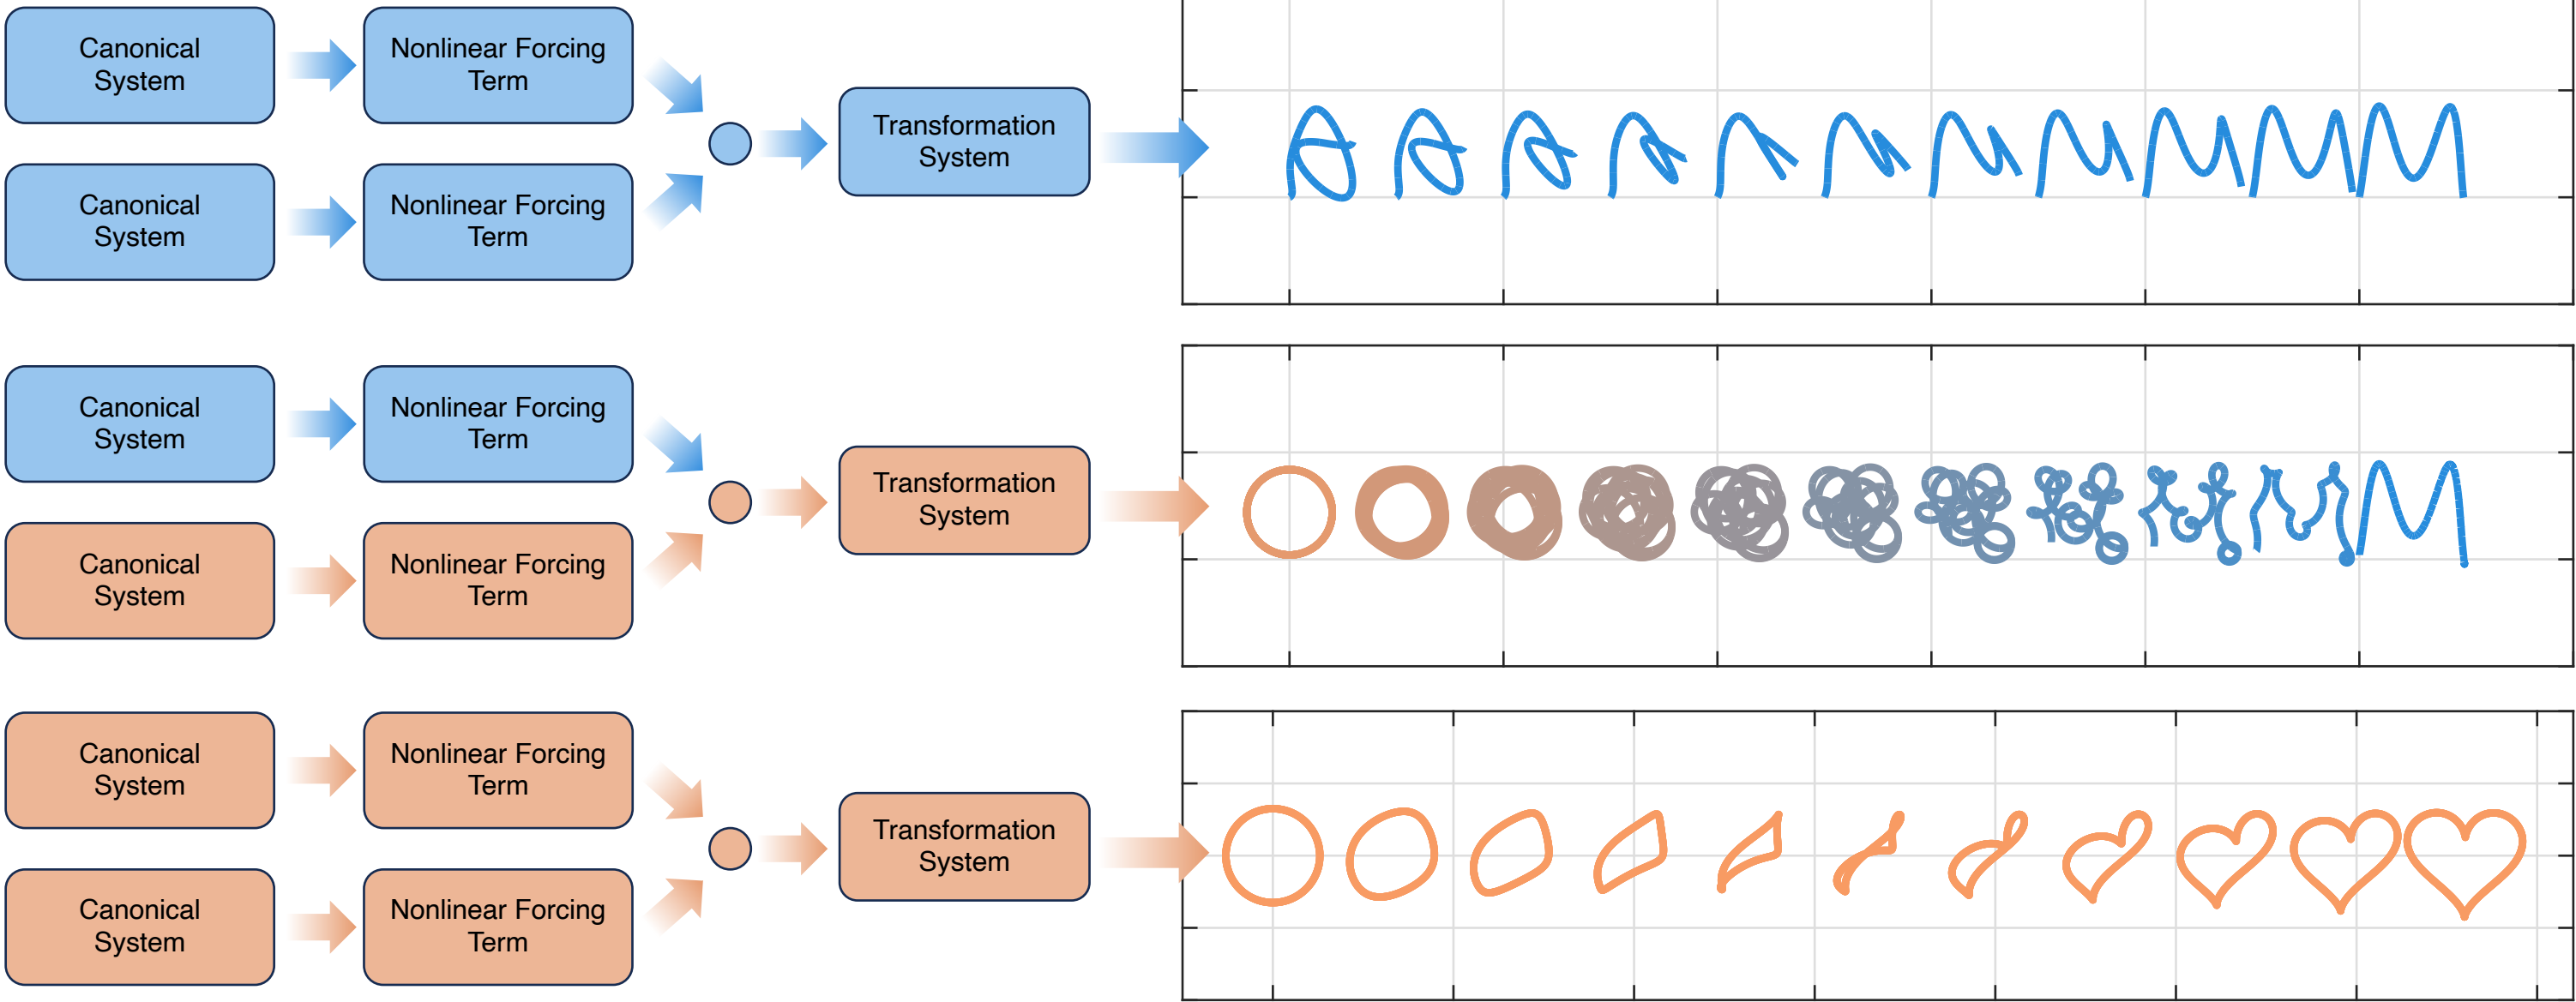 Canonical
System
Nonlinear Forcing
Term
Canonical
System
Nonlinear Forcing
Term
Transformation
System
Canonical
System
Nonlinear Forcing
Term
Canonical
System
Nonlinear Forcing
Term
Transformation
System
Canonical
System
Nonlinear Forcing
Term
Canonical
System
Nonlinear Forcing
Term
Transformation
System